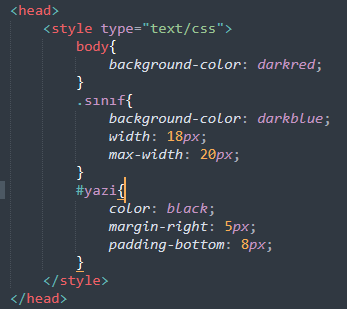 <head>
<style type="text/css">
body{
background-color: darkred;
}
.sınıf{
background-color: darkblue;
width: 18px;
max-width: 20px;
}
#yazi{
color: black;
margin-right: 5px;
padding-bottom: 8px;
}
</style>
</head>